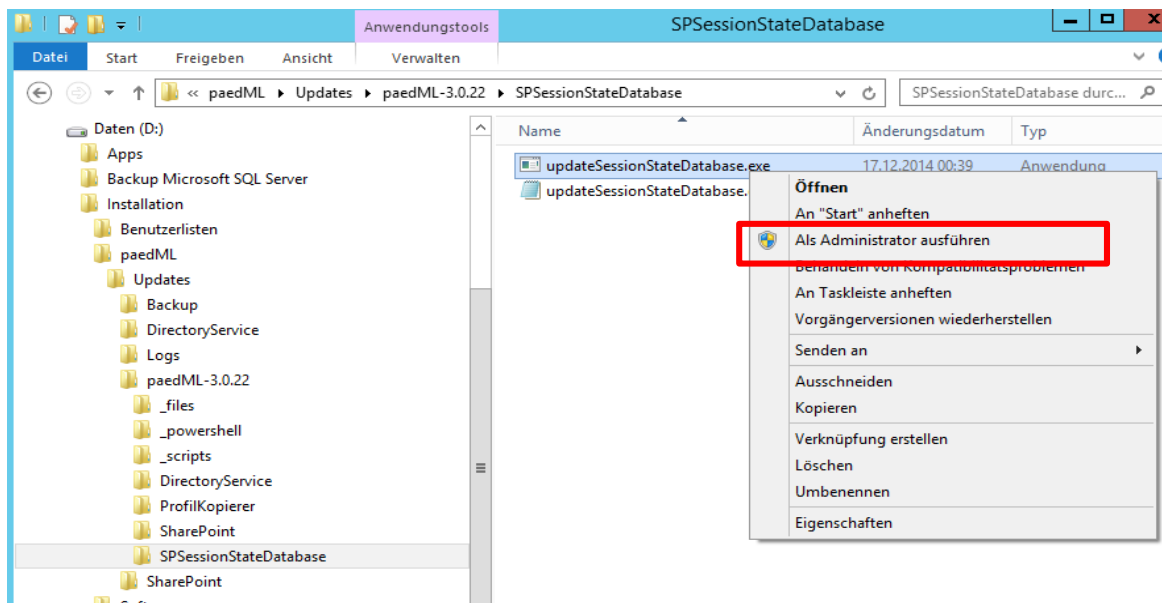 Anwendungstools SPSessionStateDatabase
Datei Start Freigeben Ansicht Verwalten
« paedML Updates paedML-3.0.22 SPSessionStateDatabase SPSessionStateDatabase durc...
Daten (D:)
Apps
Backup Microsoft SQL Server
Installation
Benutzerlisten
paedML
Updates
Backup
DirectoryService
Logs
paedML-3.0.22
_files
_powershell
_scripts
DirectoryService
ProfilKopierer
SharePoint
SPSessionStateDatabase
SharePoint
Name Änderungsdatum Typ
updateSessionStateDatabase.exe 17.12.2014 00:39 Anwendung
updateSessionStateDatabase.
Öffnen
An "Start" anheften
Als Administrator ausführen
Behandeln von Kompatibilitätsproblemen
An Taskleiste anheften
Vorgängerversionen wiederherstellen
Senden an
Ausschneiden
Kopieren
Verknüpfung erstellen
Löschen
Umbenennen
Eigenschaften